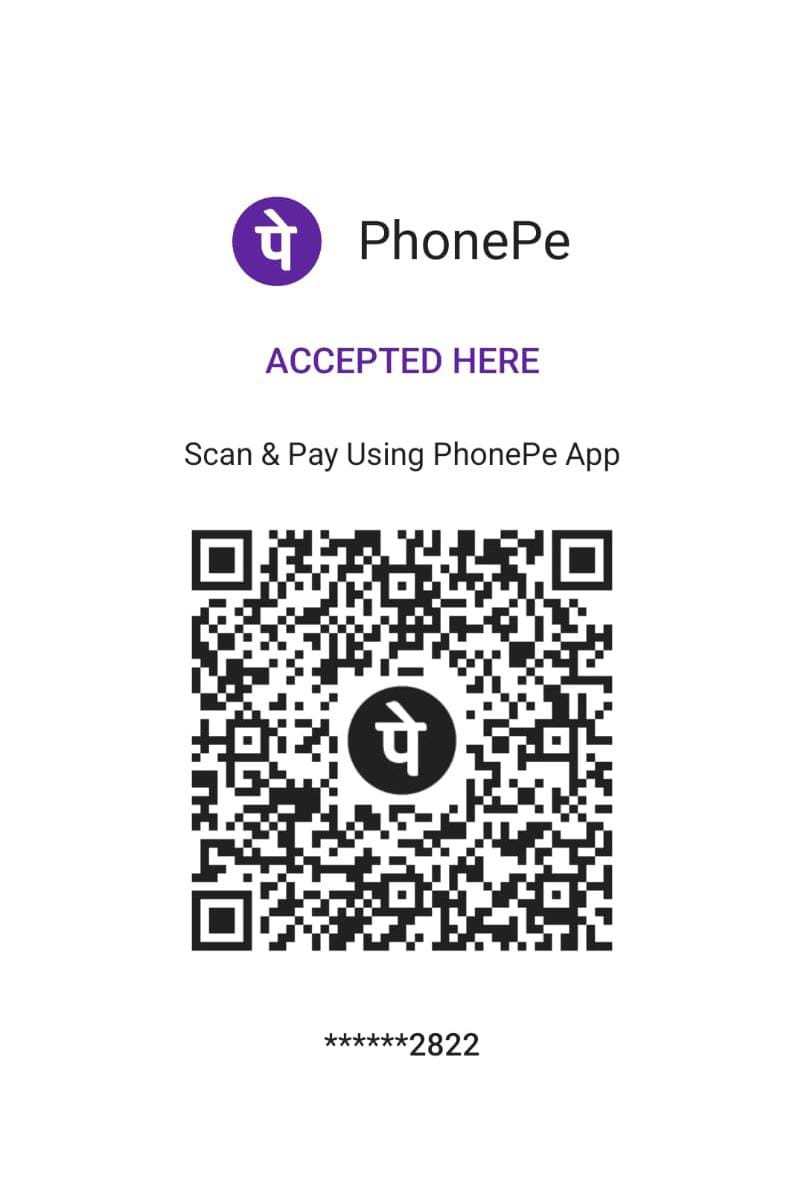 पे PhonePe
ACCEPTED HERE
Scan & Pay Using PhonePe App
पे
******2822